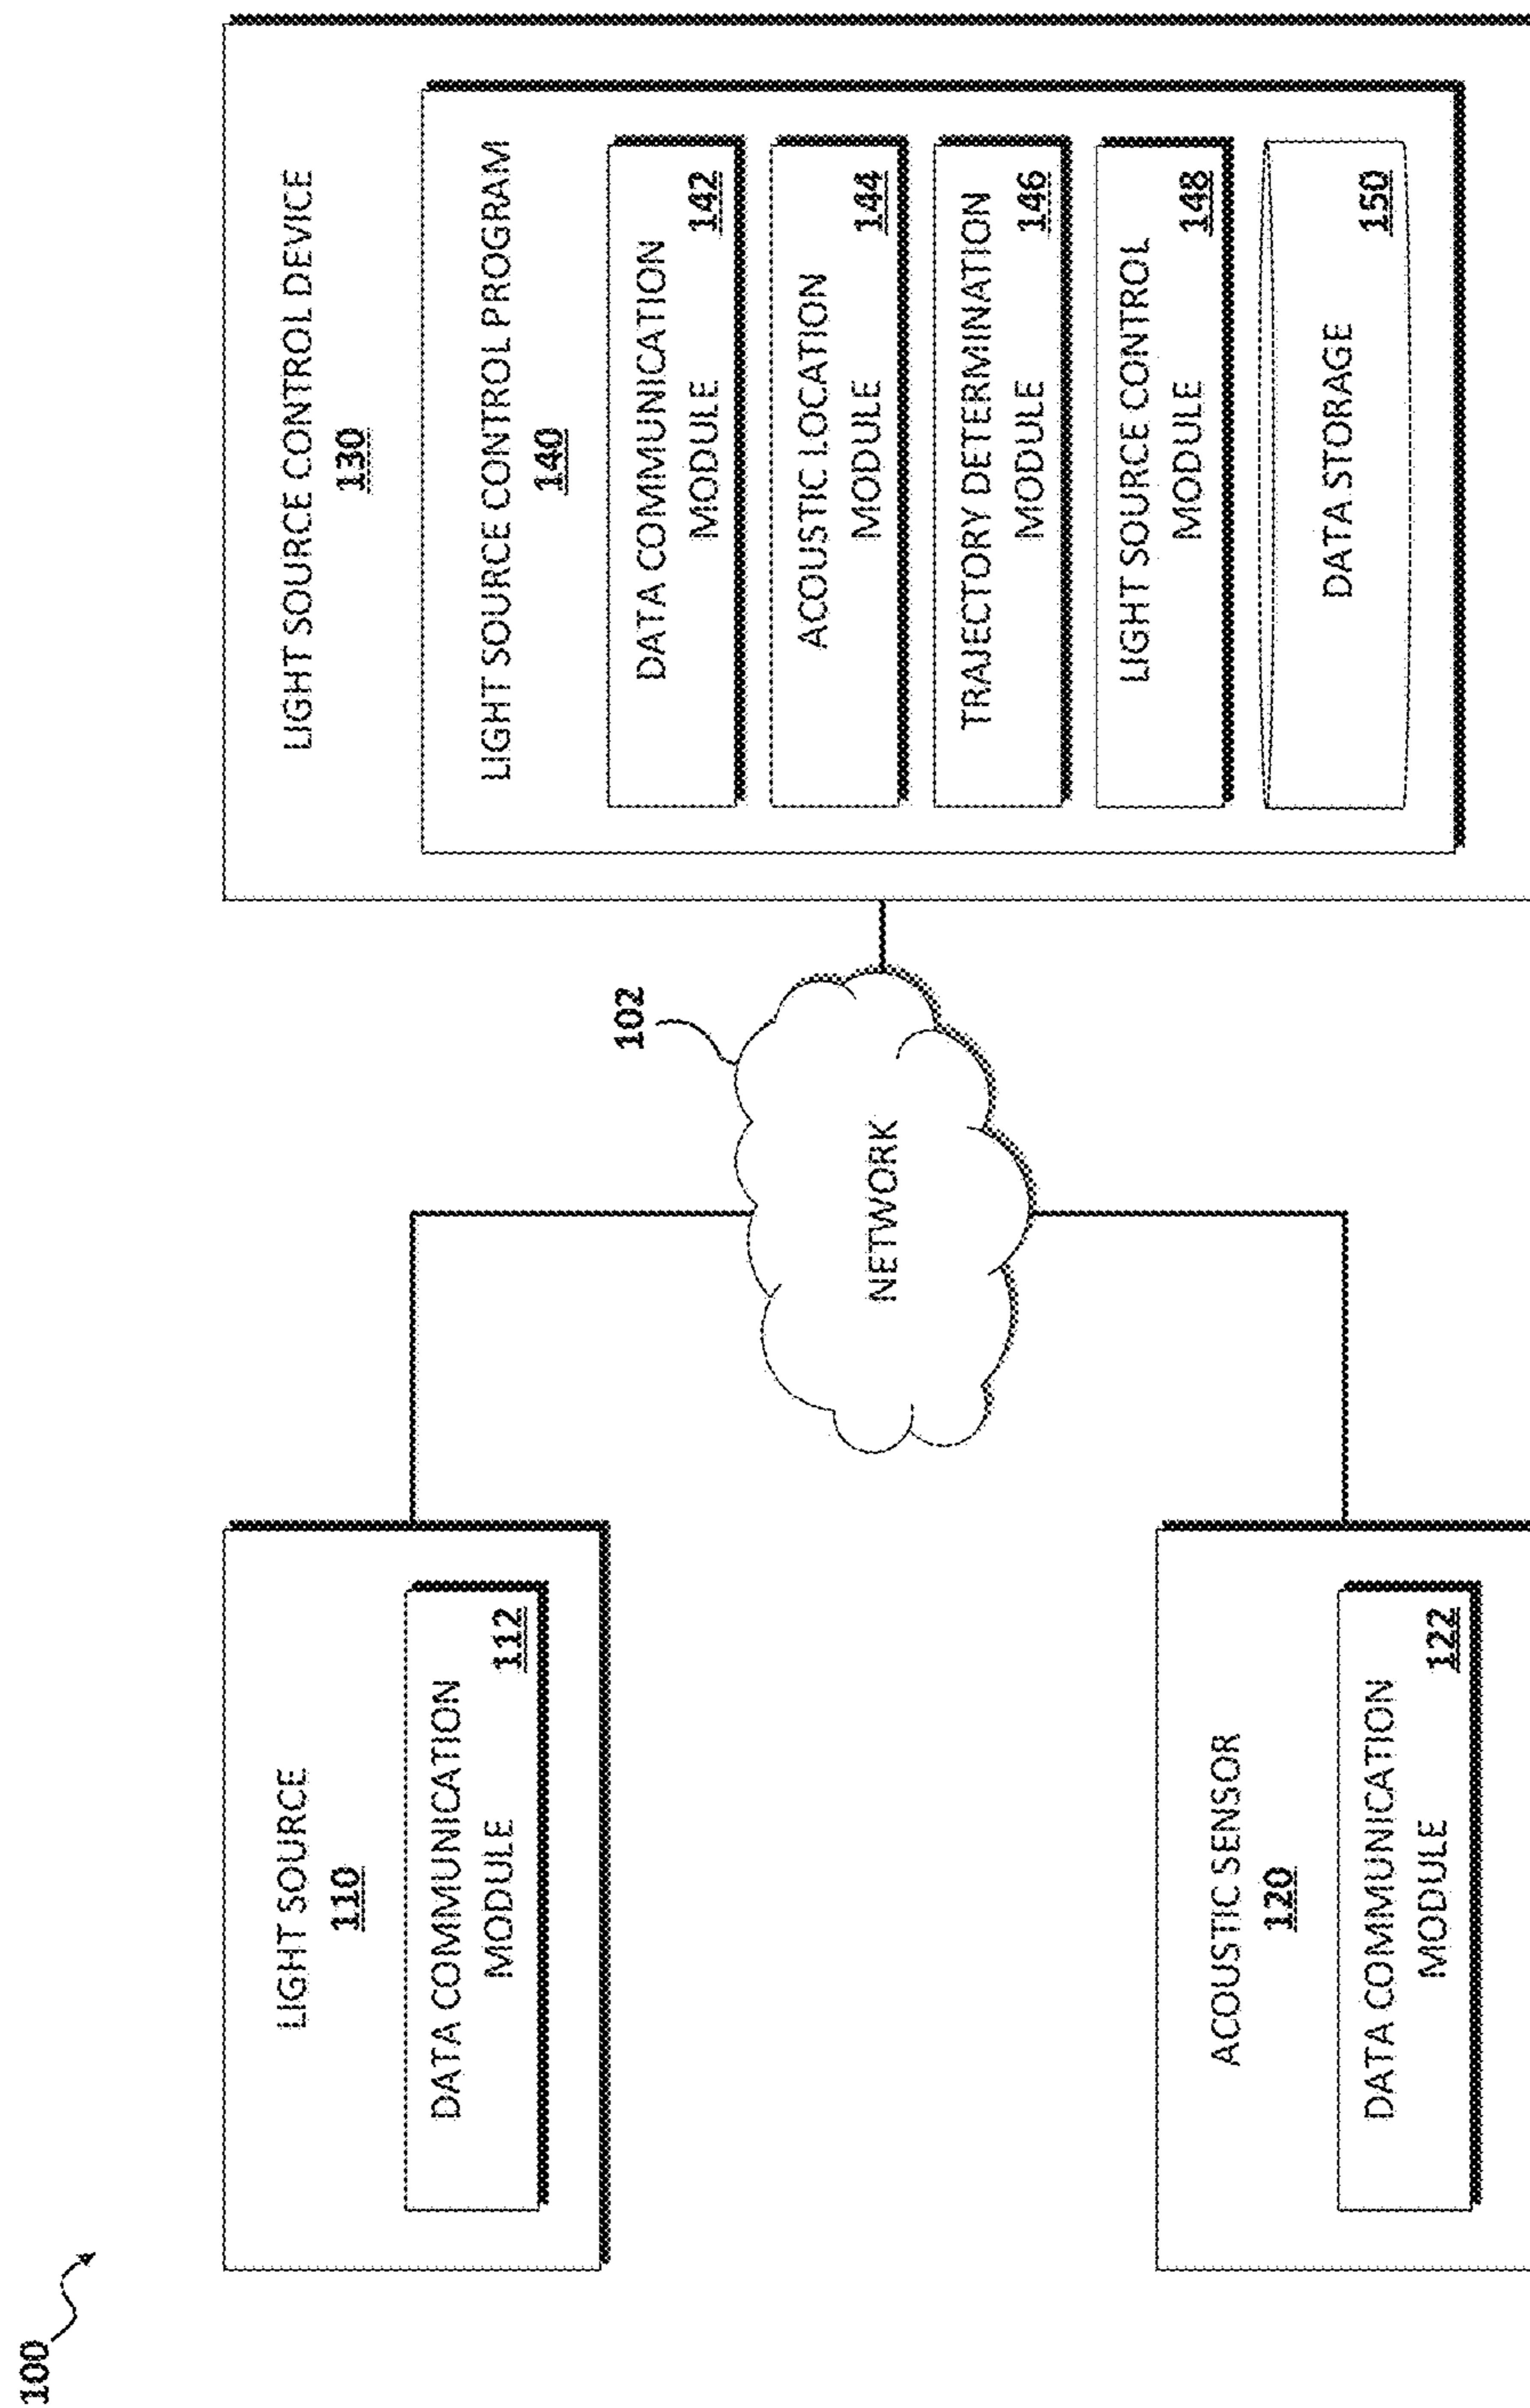 100
LIGHT SOURCE
110
DATA COMMUNICATION
MODULE
112
ACOUSTIC SENSOR
120
DATA COMMUNICATION
MODULE
122
102
NETWORK
LIGHT SOURCE CONTROL DEVICE
130
LIGHT SOURCE CONTROL PROGRAM
140
DATA COMMUNICATION
MODULE
142
ACOUSTIC LOCATION
MODULE
144
TRAJECTORY DETERMINATION
MODULE
146
LIGHT SOURCE CONTROL
MODULE
148
DATA STORAGE
150